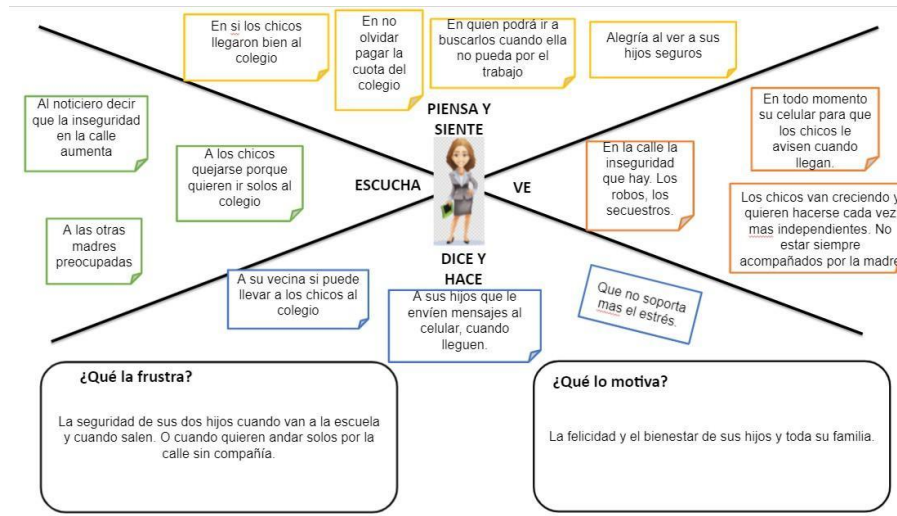 En si los chicos
llegaron bien al
colegio
En no
olvidar
pagar la
cuota del
colegio
En quien podrá ir a
buscarlos cuando ella
no pueda por el
trabajo
Alegría al ver a sus
hijos seguros
PIENSA Y
SIENTE
Al noticiero decir
que la inseguridad
en la calle
aumenta
A los chicos
quejarse porque
quieren ir solos al
colegio
A las otras
madres
preocupadas
ESCUCHA
VE
En la calle la
inseguridad
que hay. Los
robos, los
secuestros.
En todo momento
su celular para que
los chicos le
avisen cuando
llegan.
Los chicos van creciendo y
quieren hacerse cada vez
mas independientes. No
estar siempre
acompañados por la madre
DICE Y
HACE
A su vecina si puede
llevar a los chicos al
colegio
A sus hijos que le
envíen mensajes al
celular, cuando
lleguen.
Que no soporta
mas el estrés.
¿Qué la frustra?
La seguridad de sus dos hijos cuando van a la escuela
y cuando salen. O cuando quieren andar solos por la
calle sin compañía.
¿Qué lo motiva?
La felicidad y el bienestar de sus hijos y toda su familia.